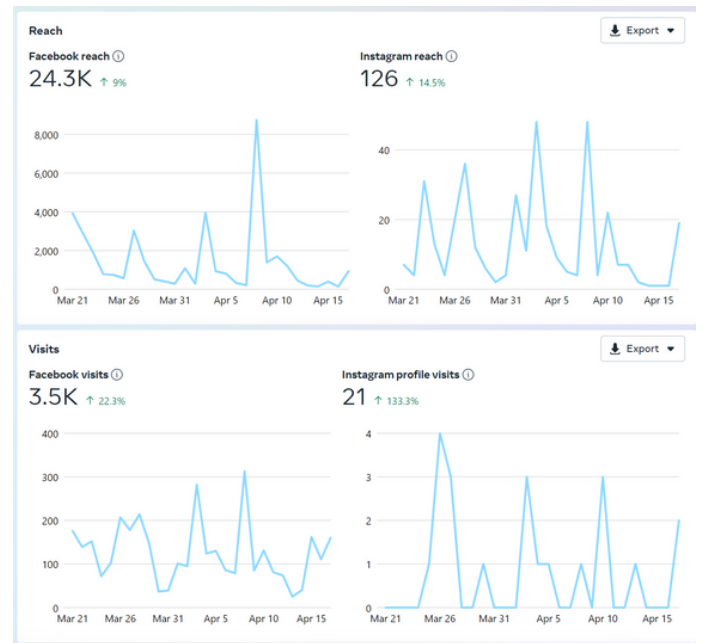 Reach
Export
Facebook reach
24.3K ↑ 9%
Instagram reach
126 ↑ 14.5%
8,000
6,000
4,000
2,000
0
Mar 21 Mar 26 Mar 31 Apr 5 Apr 10 Apr 15
40
20
0
Mar 21 Mar 26 Mar 31 Apr 5 Apr 10 Apr 15
Visits
Export
Facebook visits
3.5K ↑ 22.3%
Instagram profile visits
21 ↑ 133.3%
400
300
200
100
0
Mar 21 Mar 26 Mar 31 Apr 5 Apr 10 Apr 15
4
3
2
1
0
Mar 21 Mar 26 Mar 31 Apr 5 Apr 10 Apr 15